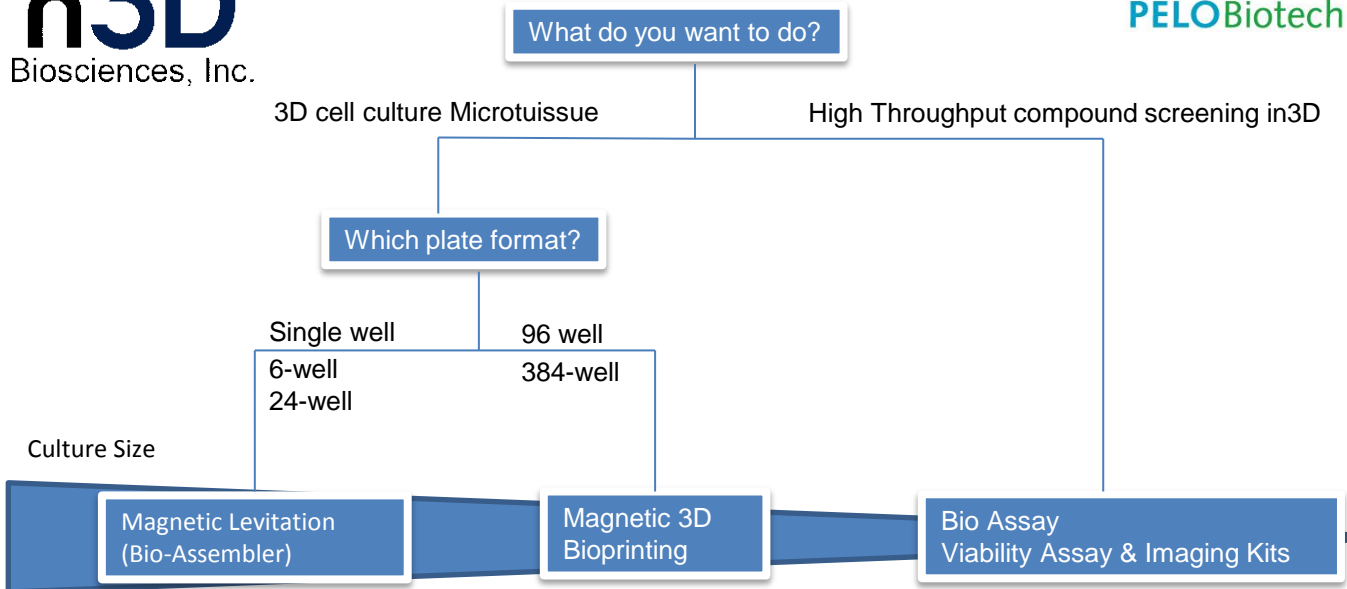 n3D
Biosciences, Inc.
PELOBiotech
What do you want to do?
3D cell culture Microtuissue
High Throughput compound screening in3D
Which plate format?
Single well
6-well
24-well
96 well
384-well
Culture Size
Magnetic Levitation
(Bio-Assembler)
Magnetic 3D
Bioprinting
Bio Assay
Viability Assay & Imaging Kits